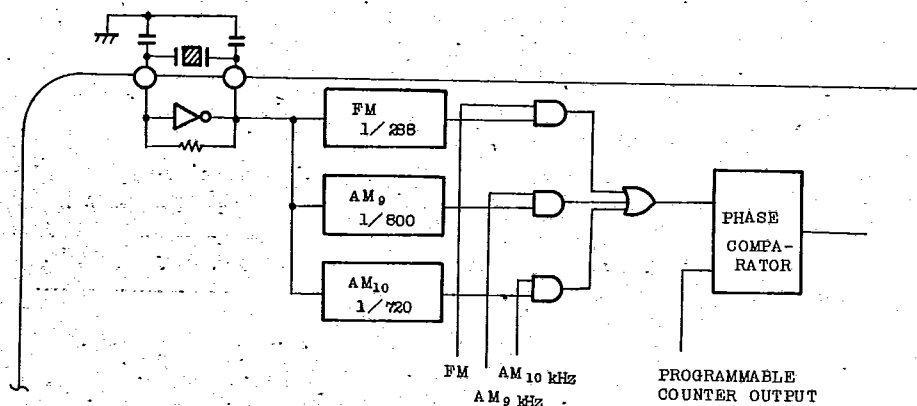 FM
1/288
AM9
1/800
AM10
1/720
PHASE
COMPA-
RATOR
FM
AM10 kHz
AM9 kHz
PROGRAMMABLE
COUNTER OUTPUT